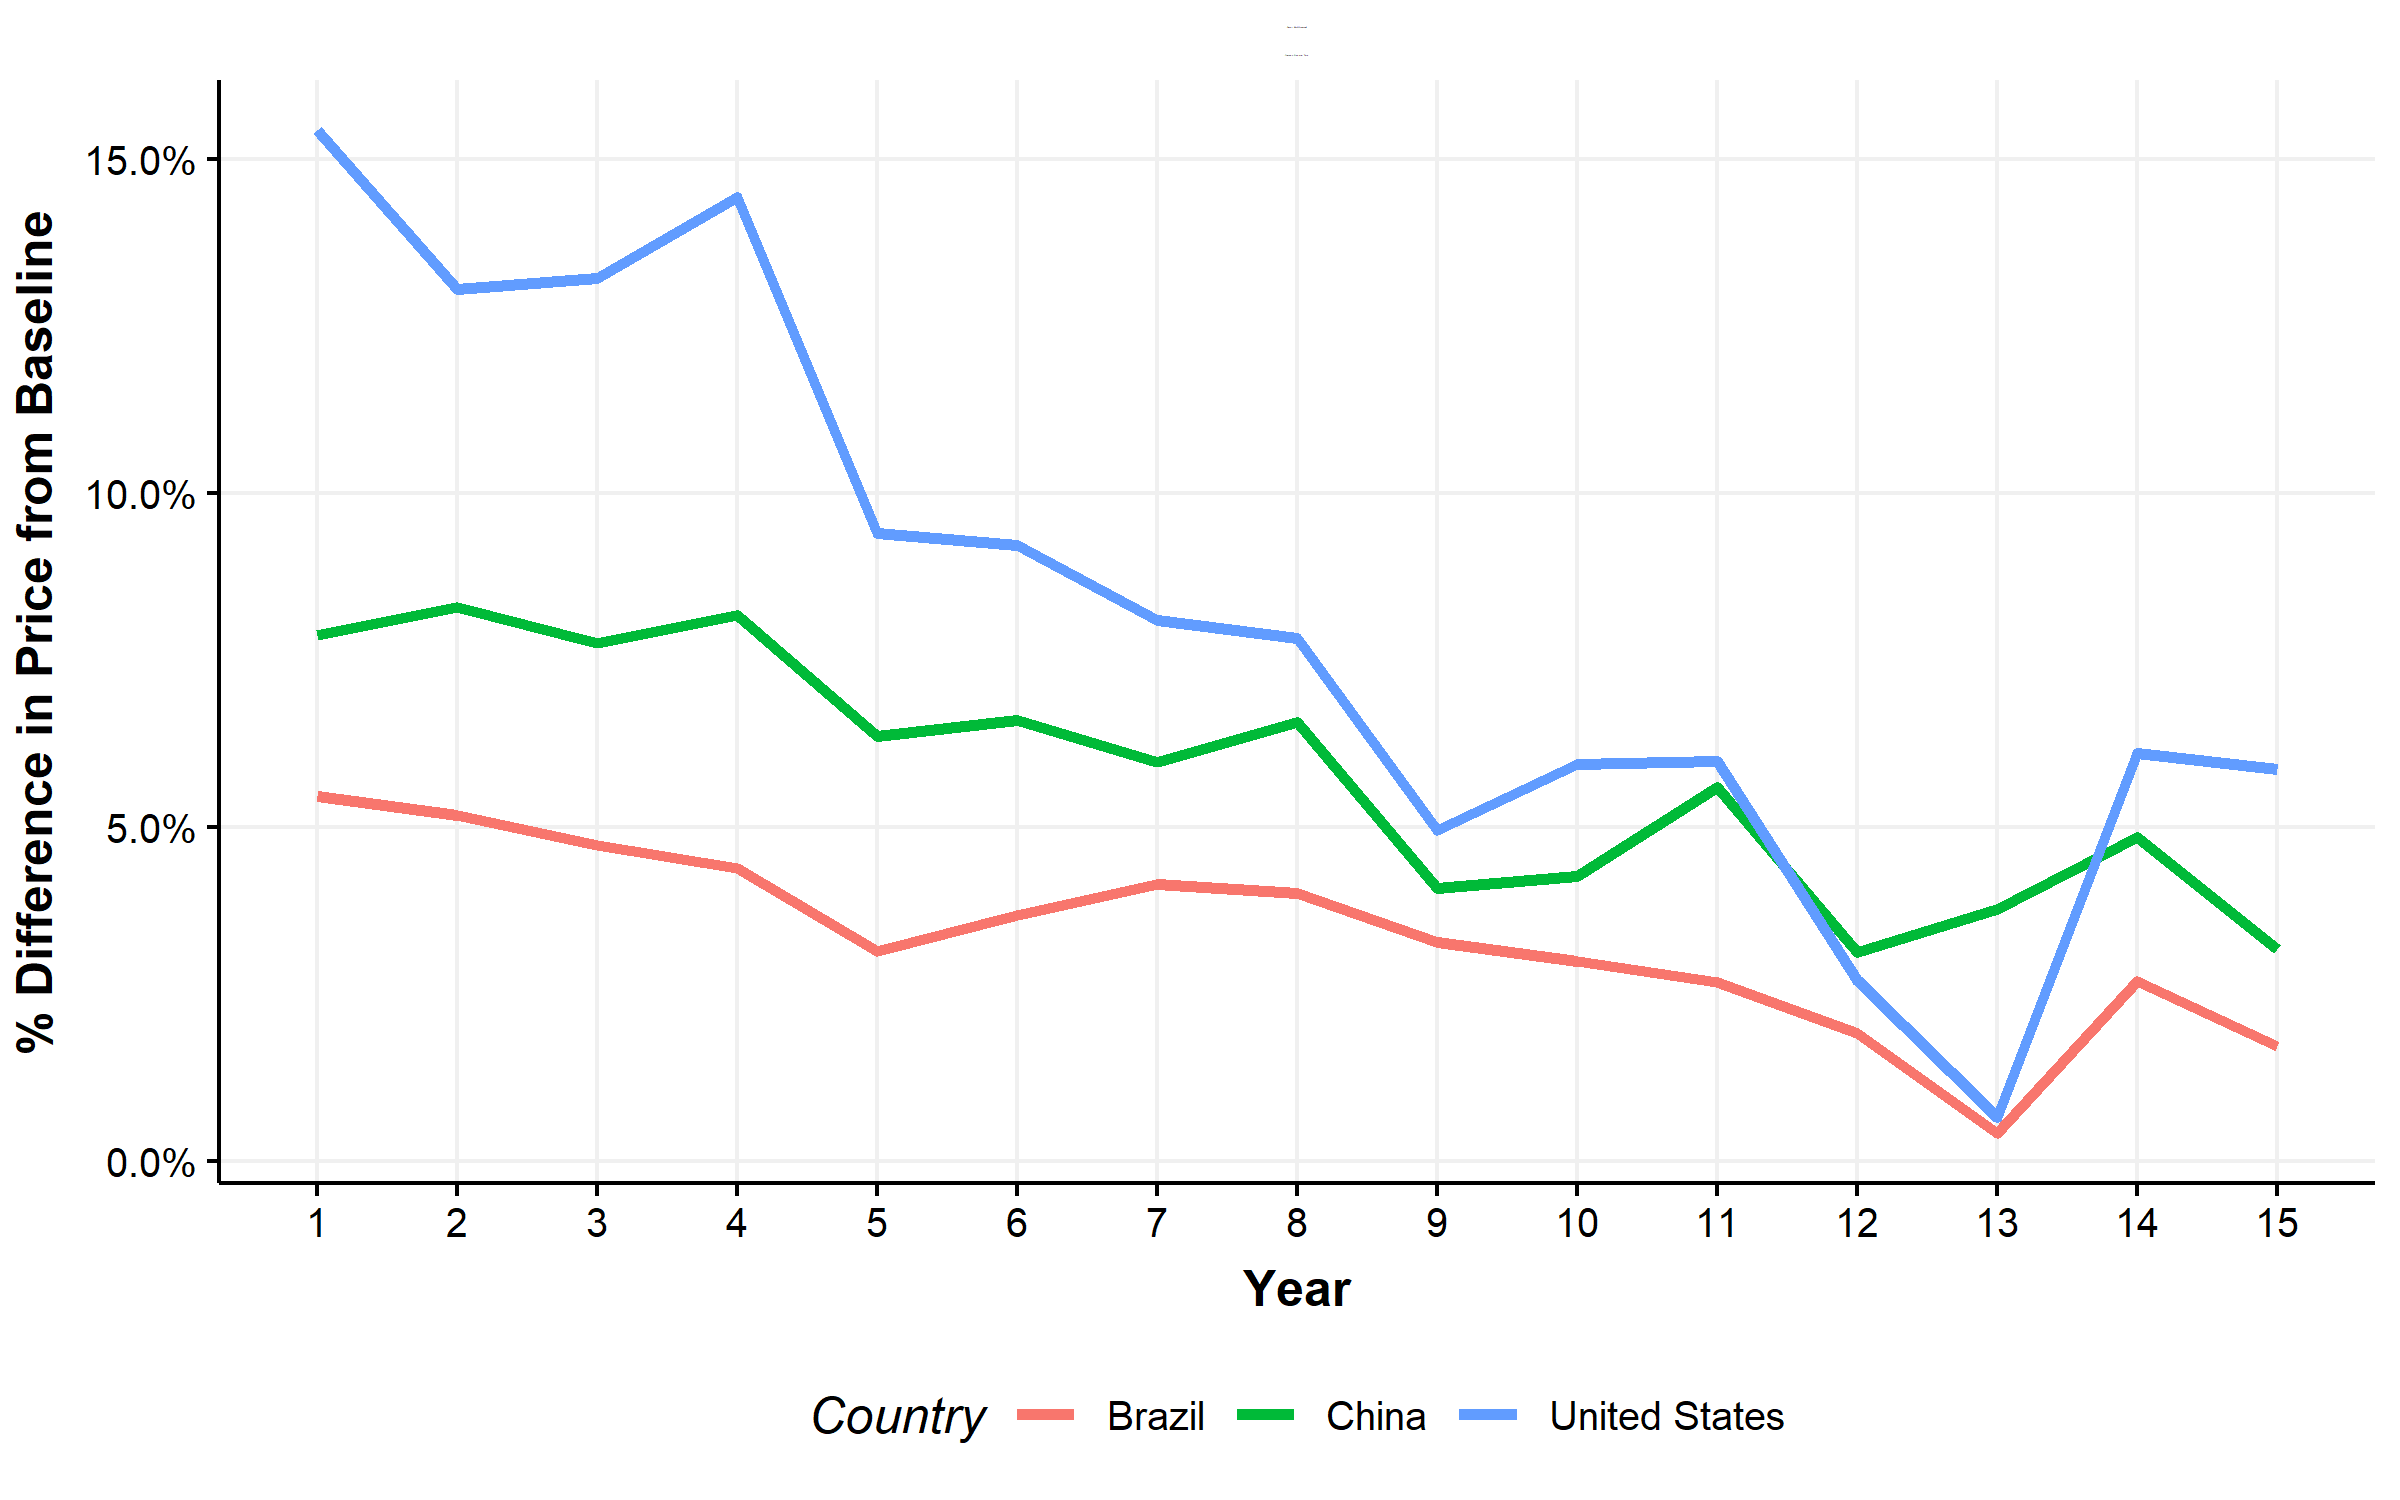 % Difference in Price from Baseline
15.0%
10.0%
5.0%
0.0%
1 2 3 4 5 6 7 8 9 10 11 12 13 14 15
Year
Country Brazil China United States